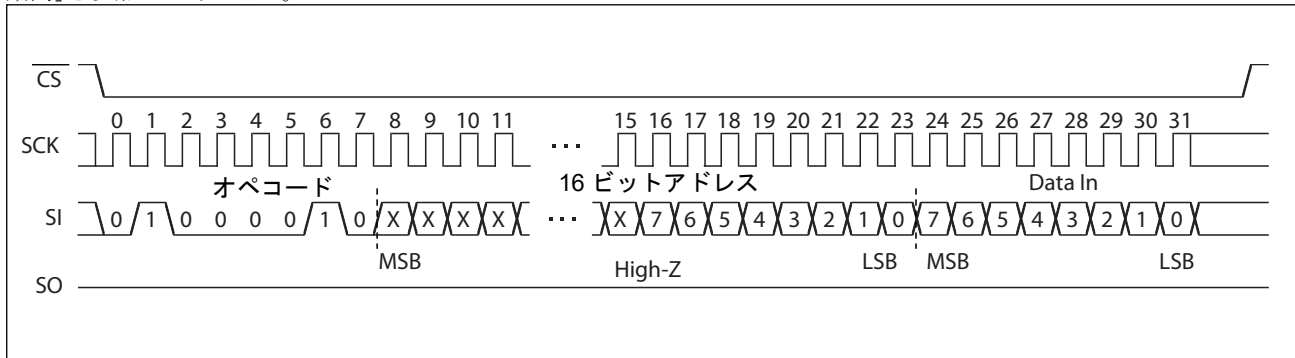 CS
0 1 2 3 4 5 6 7 8 9 10 11 15 16 17 18 19 20 21 22 23 24 25 26 27 28 29 30 31
SCK ...
オペコード 16 ビットアドレス Data In
SI 0 1 0 0 0 0 1 0 X X X X ... X 7 6 5 4 3 2 1 0 7 6 5 4 3 2 1 0
MSB High-Z LSB MSB LSB
SO